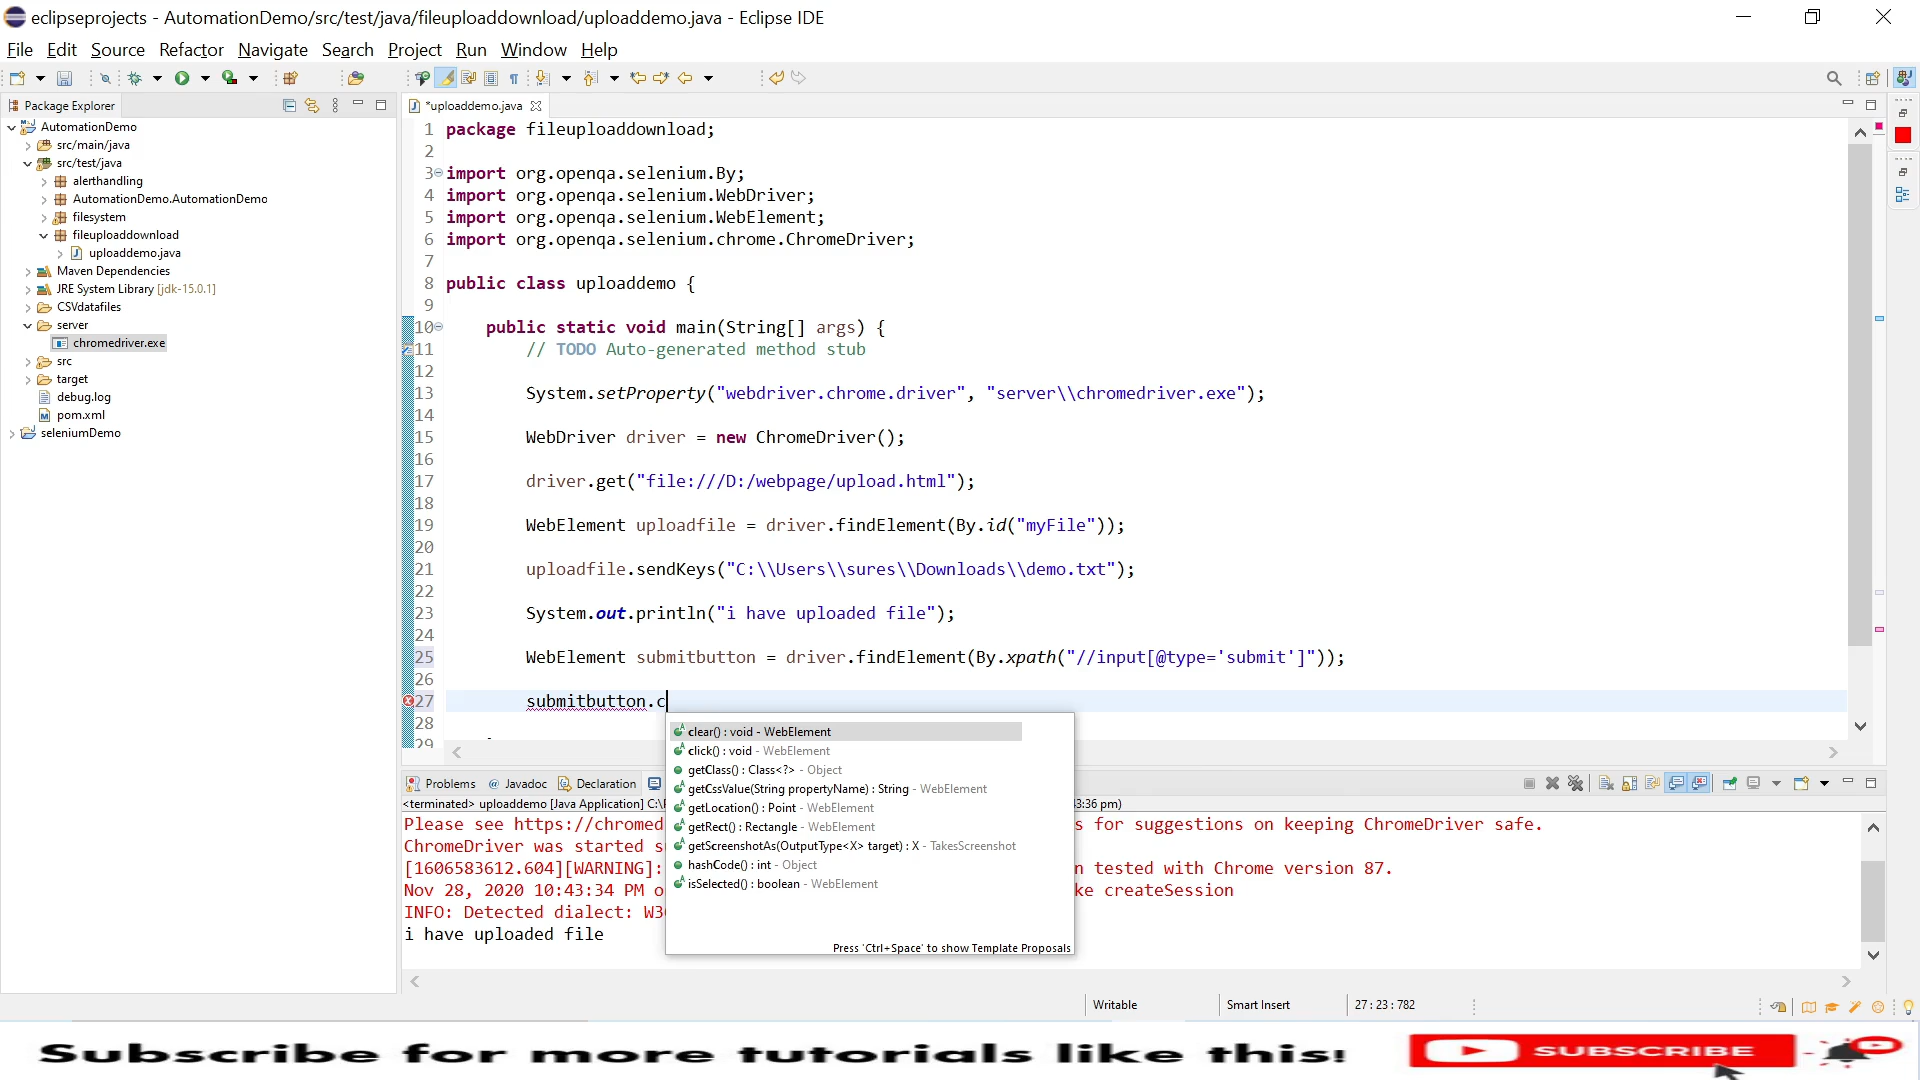 eclipseprojects - AutomationDemo/src/test/java/fileuploaddownload/uploaddemo.java - Eclipse IDE
File Edit Source Refactor Navigate Search Project Run Window Help
Package Explorer
AutomationDemo
src/main/java
src/test/java
alerthandling
AutomationDemo.AutomationDemo
filesystem
fileuploaddownload
uploaddemo.java
Maven Dependencies
JRE System Library [jdk-15.0.1]
CSVdatafiles
server
chromedriver.exe
src
target
debug.log
pom.xml
seleniumDemo
*uploaddemo.java
1 package fileuploaddownload;
2
3 import org.openqa.selenium.By;
4 import org.openqa.selenium.WebDriver;
5 import org.openqa.selenium.WebElement;
6 import org.openqa.selenium.chrome.ChromeDriver;
7
8 public class uploaddemo {
9
10 public static void main(String[] args) {
11 // TODO Auto-generated method stub
12
13 System.setProperty("webdriver.chrome.driver", "server\\chromedriver.exe");
14
15 WebDriver driver = new ChromeDriver();
16
17 driver.get("file:///D:/webpage/upload.html");
18
19 WebElement uploadfile = driver.findElement(By.id("myFile"));
20
21 uploadfile.sendKeys("C:\\Users\\sures\\Downloads\\demo.txt");
22
23 System.out.println("i have uploaded file");
24
25 WebElement submitbutton = driver.findElement(By.xpath("//input[@type='submit']"));
26
27 submitbutton.c
28
29
clear() : void - WebElement
click() : void - WebElement
getClass() : Class<?> - Object
getCssValue(String propertyName) : String - WebElement
getLocation() : Point - WebElement
getRect() : Rectangle - WebElement
getScreenshotAs(OutputType<X> target) : X - TakesScreenshot
hashCode() : int - Object
isSelected() : boolean - WebElement
Press 'Ctrl+Space' to show Template Proposals
Problems @ Javadoc Declaration
<terminated> uploaddemo [Java Application] C:\ 43:36 pm)
Please see https://chromed s for suggestions on keeping ChromeDriver safe.
ChromeDriver was started s
[1606583612.604][WARNING]: n tested with Chrome version 87.
Nov 28, 2020 10:43:34 PM o ke createSession
INFO: Detected dialect: W3
i have uploaded file
Writable Smart Insert 27 : 23 : 782
Subscribe for more tutorials like this! SUBSCRIBE